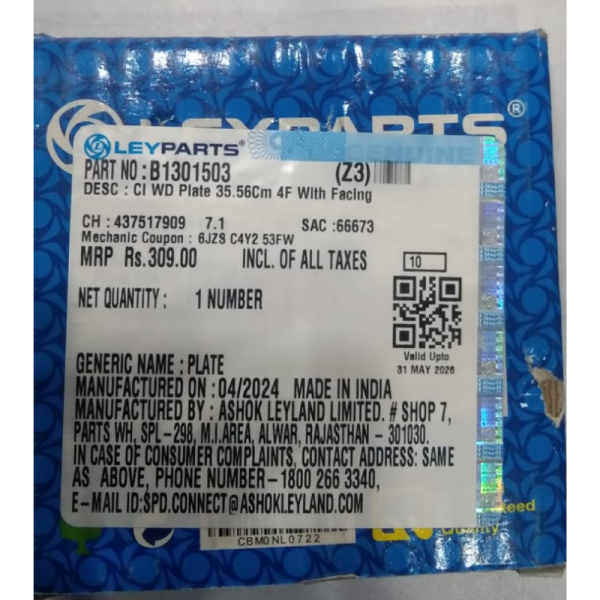 LEYPARTS®
LEYPARTS®
GENUINE
PART NO : B1301503 (Z3)
DESC : Cl WD Plate 35.56Cm 4F With Facing
CH : 437517909 7.1 SAC :66673
Mechanic Coupon : 6JZS C4Y2 53FW
MRP Rs.309.00 INCL. OF ALL TAXES 10
NET QUANTITY : 1 NUMBER
Valid Upto
31 MAY 2026
GENERIC NAME : PLATE
MANUFACTURED ON : 04/2024 MADE IN INDIA
MANUFACTURED BY : ASHOK LEYLAND LIMITED. # SHOP 7,
PARTS WH, SPL-298, M.I.AREA, ALWAR, RAJASTHAN - 301030.
IN CASE OF CONSUMER COMPLAINTS, CONTACT ADDRESS: SAME
AS ABOVE, PHONE NUMBER-1800 266 3340,
E-MAIL ID:SPD.CONNECT@ASHOKLEYLAND.COM.
Quality
CBM0NL0722